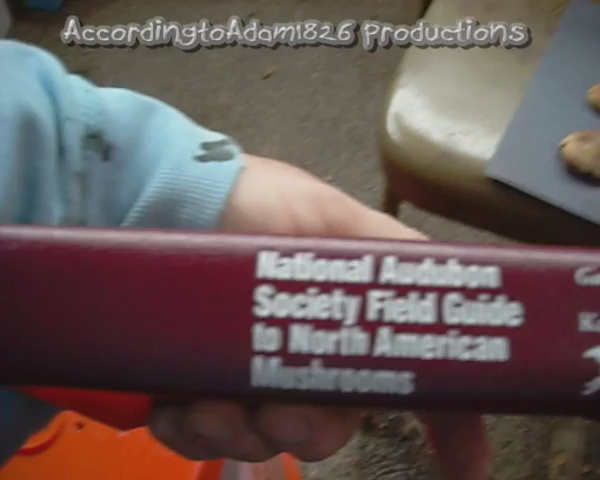 AccordingtoAdam1826 Productions
National Audubon
Society Field Guide
to North American
Mushrooms